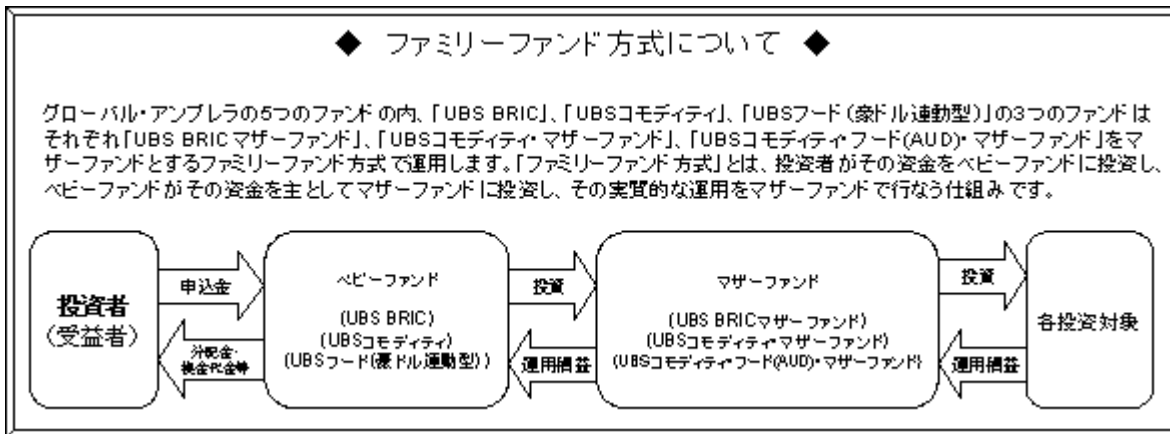 ◆ ファミリーファンド方式について ◆
グローバル・アンブレラの5つのファンドの内、「UBS BRIC」、「UBSコモディティ」、「UBSフード(豪ドル連動型)」の3つのファンドは
それぞれ「UBS BRICマザーファンド」、「UBSコモディティ・マザーファンド」、「UBSコモディティ・フード(AUD)・マザーファンド」をマ
ザーファンドとするファミリーファンド方式で運用します。「ファミリーファンド方式」とは、投資者がその資金をベビーファンドに投資し、
ベビーファンドがその資金を主としてマザーファンドに投資し、その実質的な運用をマザーファンドで行なう仕組みです。
投資者
(受益者)
申込金
分配金・
換金代金等
ベビーファンド
(UBS BRIC)
(UBSコモディティ)
(UBSフード(豪ドル連動型))
投資
運用損益
マザーファンド
(UBS BRICマザーファンド)
(UBSコモディティ・マザーファンド)
(UBSコモディティ・フード(AUD)・マザーファンド)
投資
運用損益
各投資対象